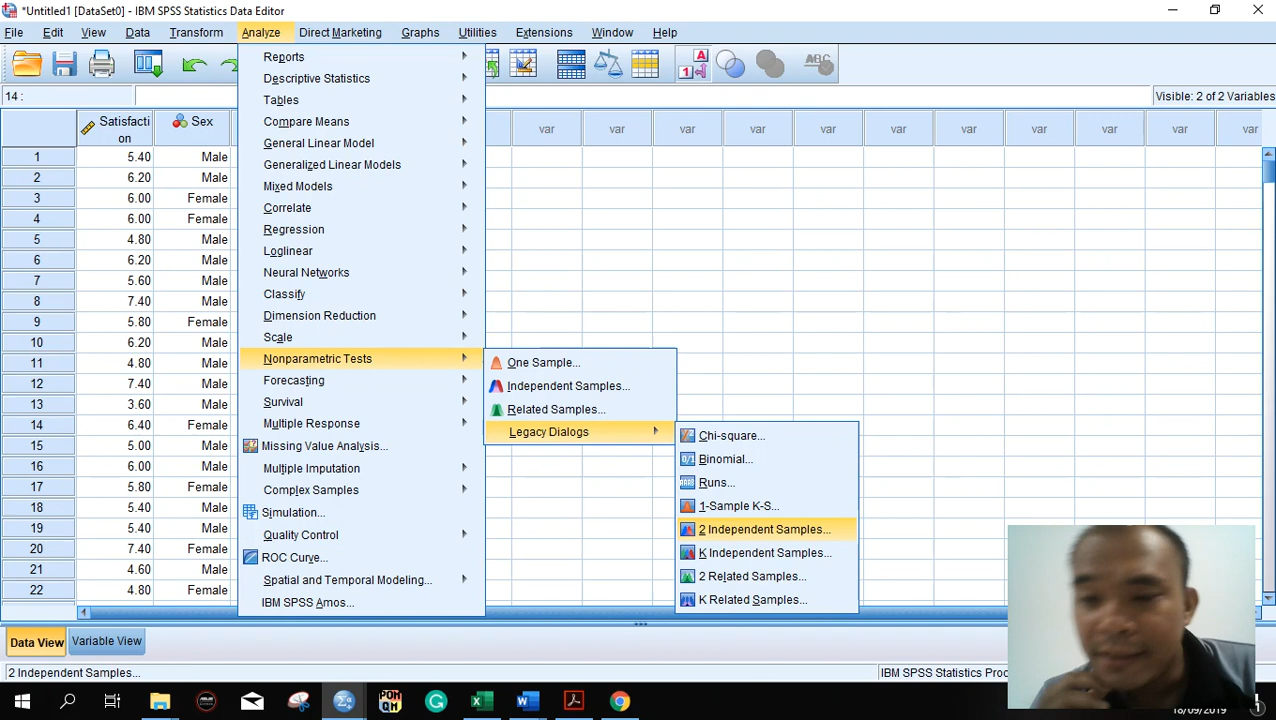 *Untitled1 [DataSet0] - IBM SPSS Statistics Data Editor
File Edit View Data Transform Analyze Direct Marketing Graphs Utilities Extensions Window Help
14 :
Visible: 2 of 2 Variables
Satisfacti
on
Sex
var var var var var var var var var var var
1 5.40 Male
2 6.20 Male
3 6.00 Female
4 6.00 Female
5 4.80 Male
6 6.20 Male
7 5.60 Male
8 7.40 Male
9 5.80 Female
10 6.20 Male
11 4.80 Male
12 7.40 Male
13 3.60 Female
14 6.40 Female
15 5.00 Male
16 6.00 Male
17 5.80 Female
18 5.40 Male
19 5.40 Male
20 7.40 Male
21 4.60 Male
22 4.80 Female
Reports
Descriptive Statistics
Tables
Compare Means
General Linear Model
Generalized Linear Models
Mixed Models
Correlate
Regression
Loglinear
Neural Networks
Classify
Dimension Reduction
Scale
Nonparametric Tests
Forecasting
Survival
Multiple Response
Missing Value Analysis...
Multiple Imputation
Complex Samples
Simulation...
Quality Control
ROC Curve...
Spatial and Temporal Modeling...
IBM SPSS Amos...
One Sample...
Independent Samples...
Related Samples...
Legacy Dialogs
Chi-square...
Binomial...
Runs...
1-Sample K-S...
2 Independent Samples...
K Independent Samples...
2 Related Samples...
K Related Samples...
Data View Variable View
2 Independent Samples...
IBM SPSS Statistics Proc
18/09/2019